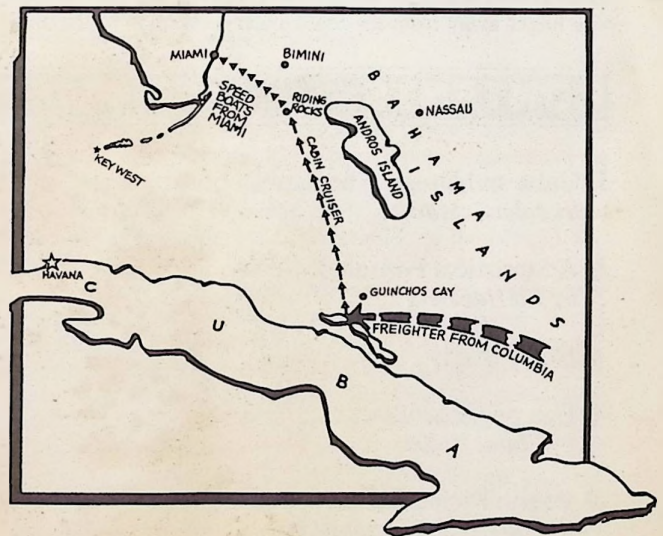 MIAMI
BIMINI
SPEED
BOATS
FROM
MIAMI
RIDING
ROCKS
BAHAMA
ISLANDS
NASSAU
ANDROS ISLAND
KEY WEST
CABIN CRUISER
HAVANA
GUINCHOS CAY
FREIGHTER FROM COLUMBIA
CUBA